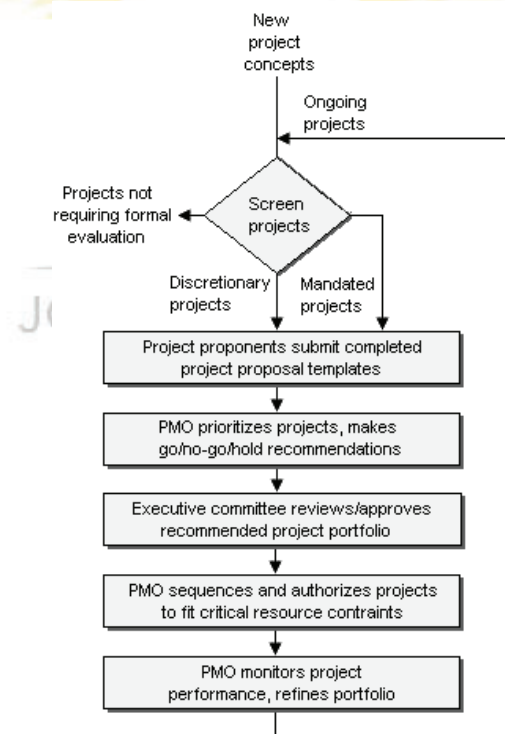 New
project
concepts
Ongoing
projects
Projects not
requiring formal
evaluation
Screen
projects
Discretionary
projects
Mandated
projects
Project proponents submit completed
project proposal templates
PMO prioritizes projects, makes
go/no-go/hold recommendations
Executive committee reviews/approves
recommended project portfolio
PMO sequences and authorizes projects
to fit critical resource contraints
PMO monitors project
performance, refines portfolio